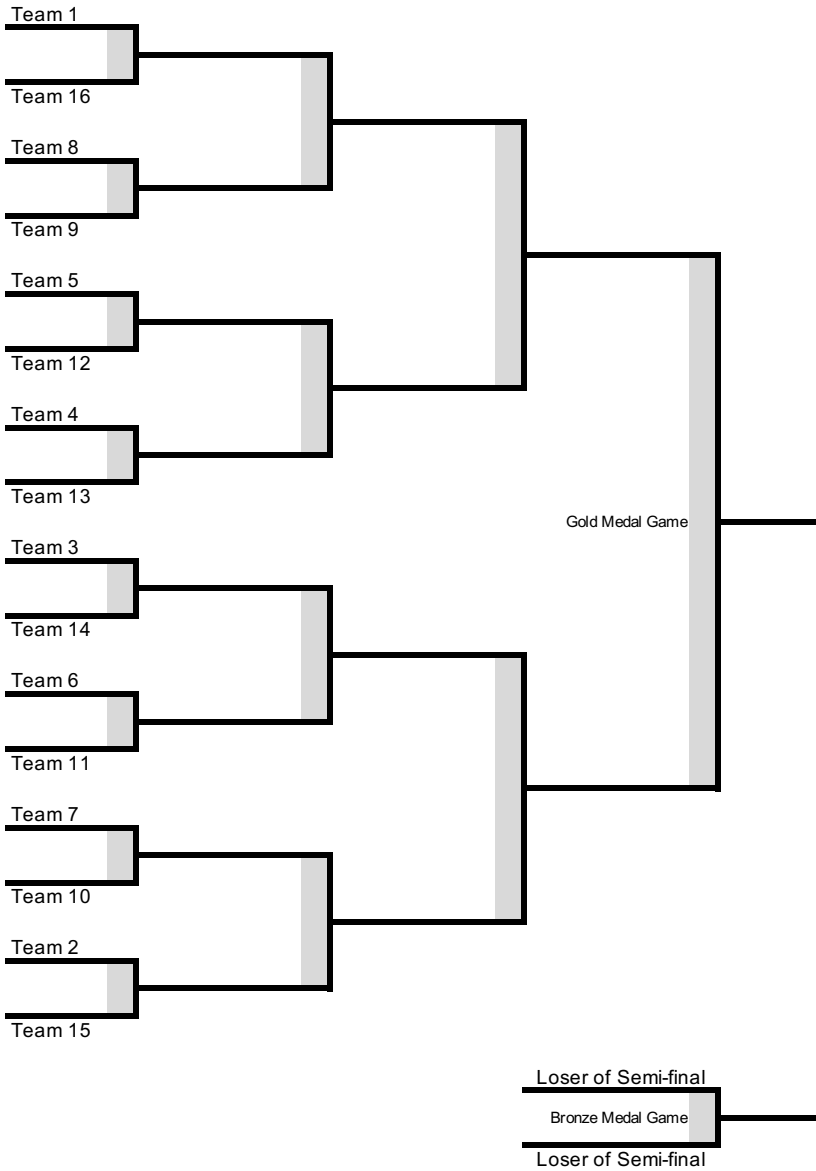 Team 1
Team 16
Team 8
Team 9
Team 5
Team 12
Team 4
Team 13
Gold Medal Game
Team 3
Team 14
Team 6
Team 11
Team 7
Team 10
Team 2
Team 15
Loser of Semi-final
Bronze Medal Game
Loser of Semi-final